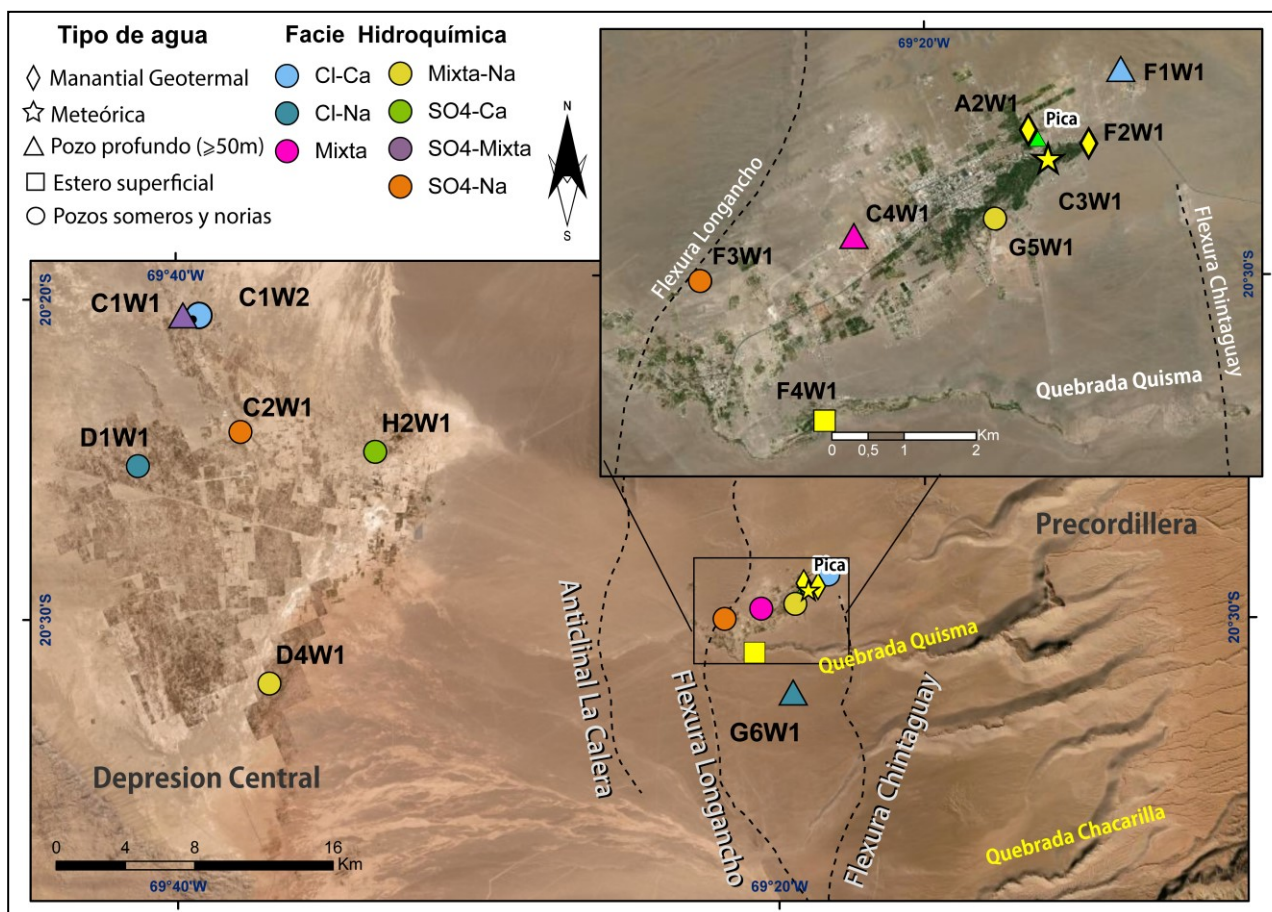 Tipo de agua
Manantial Geotermal
Meteórica
Pozo profundo (⩾50m)
Estero superficial
Pozos someros y norias
Facie Hidroquímica
Cl-Ca
Cl-Na
Mixta
Mixta-Na
SO4-Ca
SO4-Mixta
SO4-Na
N
S
69°20'W
F1W1
A2W1
Pica
F2W1
C3W1
C4W1
G5W1
F3W1
Flexura Longancho
Flexura Chintaguay
20°30'S
Quebrada Quisma
F4W1
0 0,5 1 2
Km
69°20'W
69°40'W
20°20'S
20°20'S
C1W1
C1W2
C2W1
H2W1
D1W1
Precordillera
Pica
20°30'S
20°30'S
Quebrada Quisma
D4W1
Anticlinal La Calera
Flexura Longancho
Flexura Chintaguay
G6W1
Depresion Central
Quebrada Chacarilla
0 4 8 16
Km
69°40'W
69°20'W